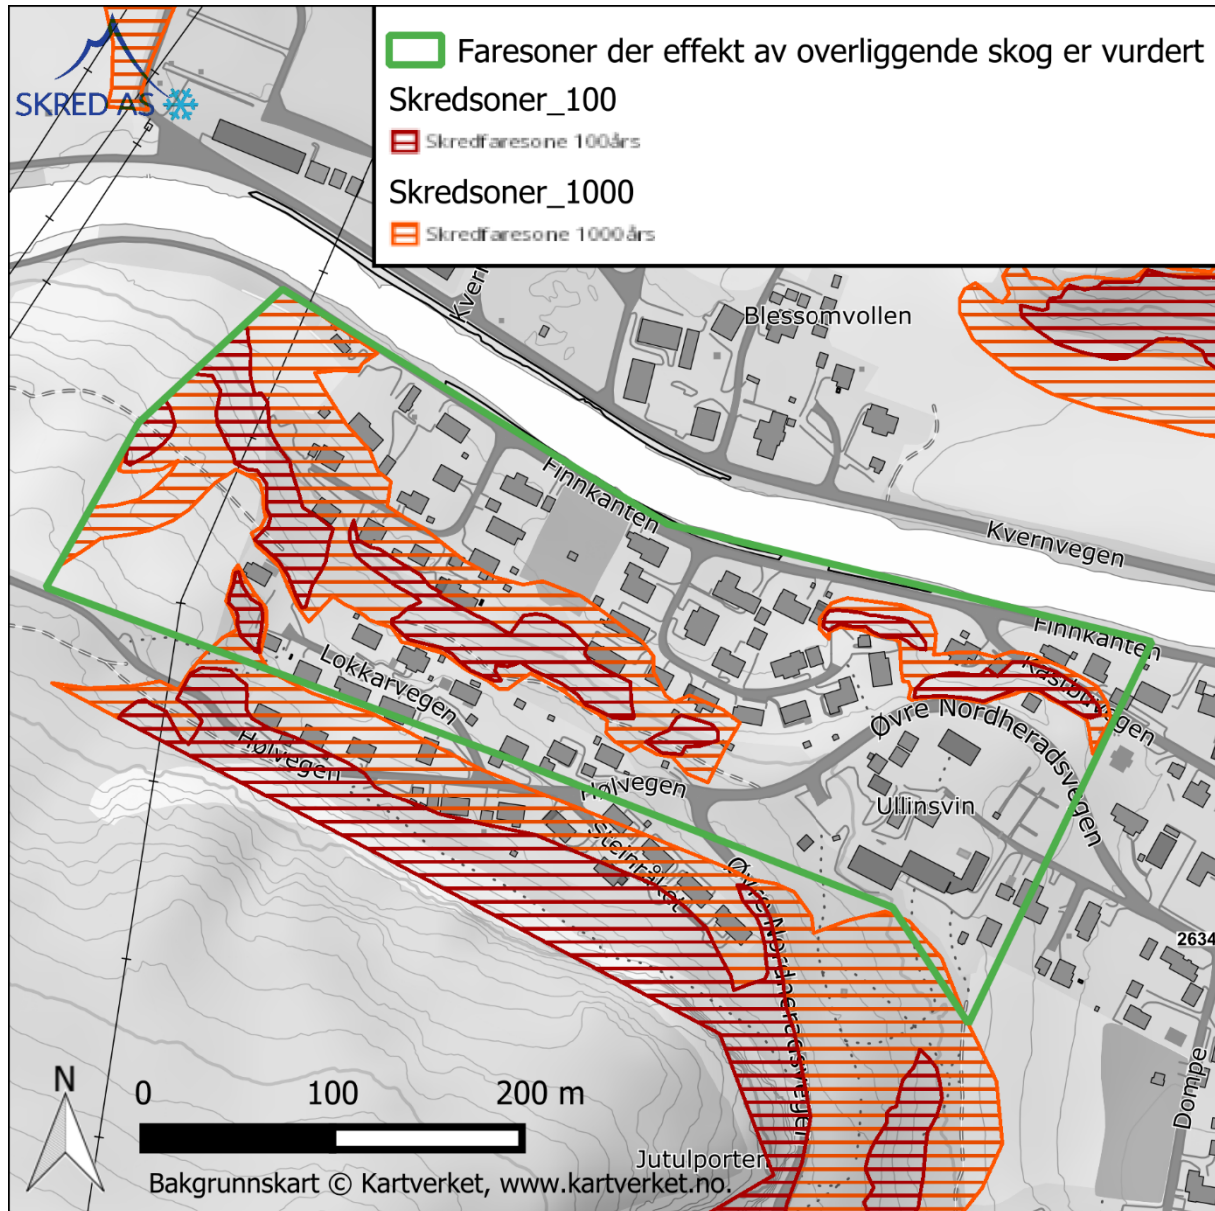 SKRED AS
Faresoner der effekt av overliggende skog er vurdert
Skredsoner_100
Skredfaresone 100års
Skredsoner_1000
Skredfaresone 1000års
Blessomvollen
Finnkanten
Kvernvegen
Finnkanten
Kastbuvegen
Lokkarvegen
Øvre Nordheradsvegen
Hølvegen
Hølvegen
Ullinsvin
Steinråket
Øvre Nordheradsvegen
2634
Dompe
N
0 100 200 m
Jutulporten
Bakgrunnskart © Kartverket, www.kartverket.no.